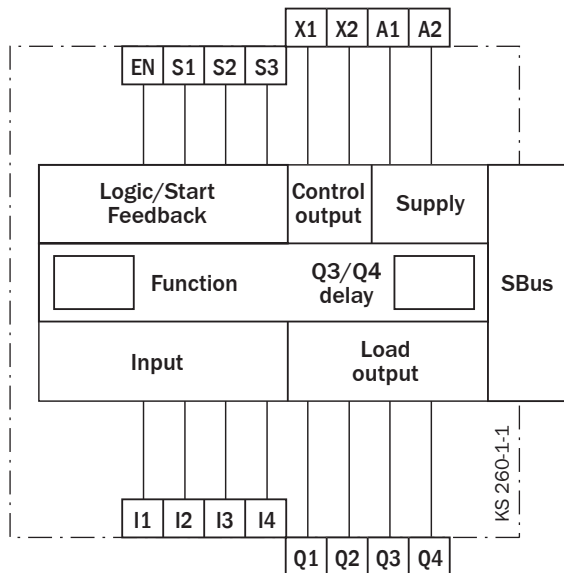 X1 X2 A1 A2
EN S1 S2 S3
Logic/Start
Feedback
Control
output
Supply
Function
Q3/Q4
delay
SBus
Input
Load
output
KS 260-1-1
I1 I2 I3 I4
Q1 Q2 Q3 Q4